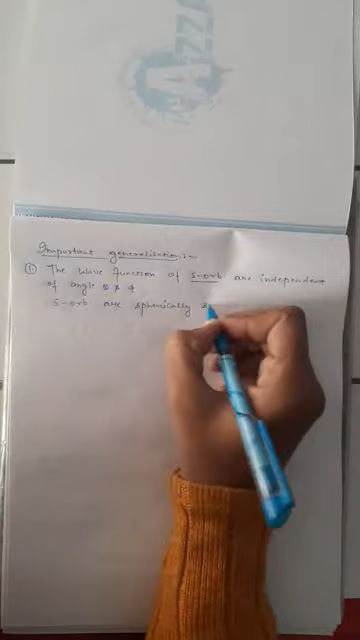 Important generalisation :-
① The wave function of s-orb are independent
of angle θ & φ
s-orb are spherically